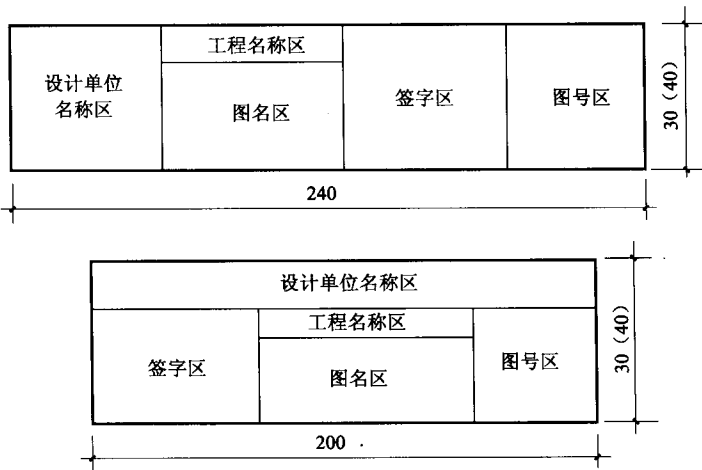 设计单位
名称区
工程名称区
图名区
签字区
图号区
30（40）
240
设计单位名称区
签字区
工程名称区
图名区
图号区
30（40）
200